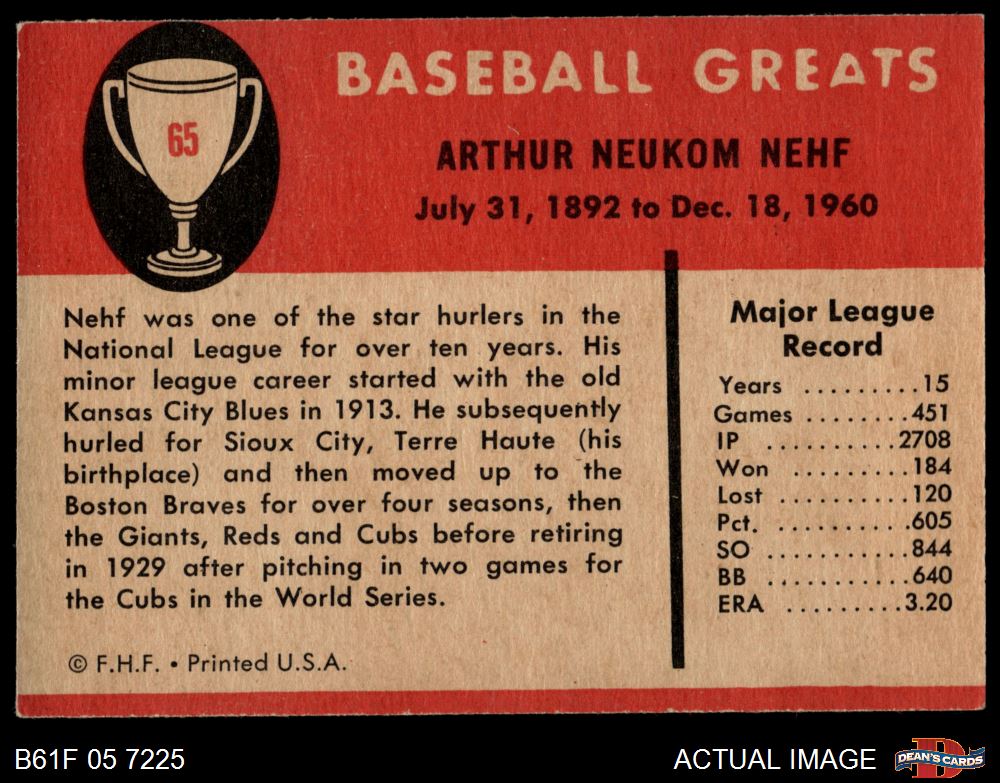 65
BASEBALL GREATS
ARTHUR NEUKOM NEHF
July 31, 1892 to Dec. 18, 1960
Nehf was one of the star hurlers in the
National League for over ten years. His
minor league career started with the old
Kansas City Blues in 1913. He subsequently
hurled for Sioux City, Terre Haute (his
birthplace) and then moved up to the
Boston Braves for over four seasons, then
the Giants, Reds and Cubs before retiring
in 1929 after pitching in two games for
the Cubs in the World Series.
© F.H.F. • Printed U.S.A.
Major League
Record
Years .........15
Games ........451
IP ..........2708
Won .........184
Lost ..........120
Pct. ..........605
SO ...........844
BB ...........640
ERA .........3.20
B61F 05 7225
ACTUAL IMAGE
D
DEAN'S CARDS